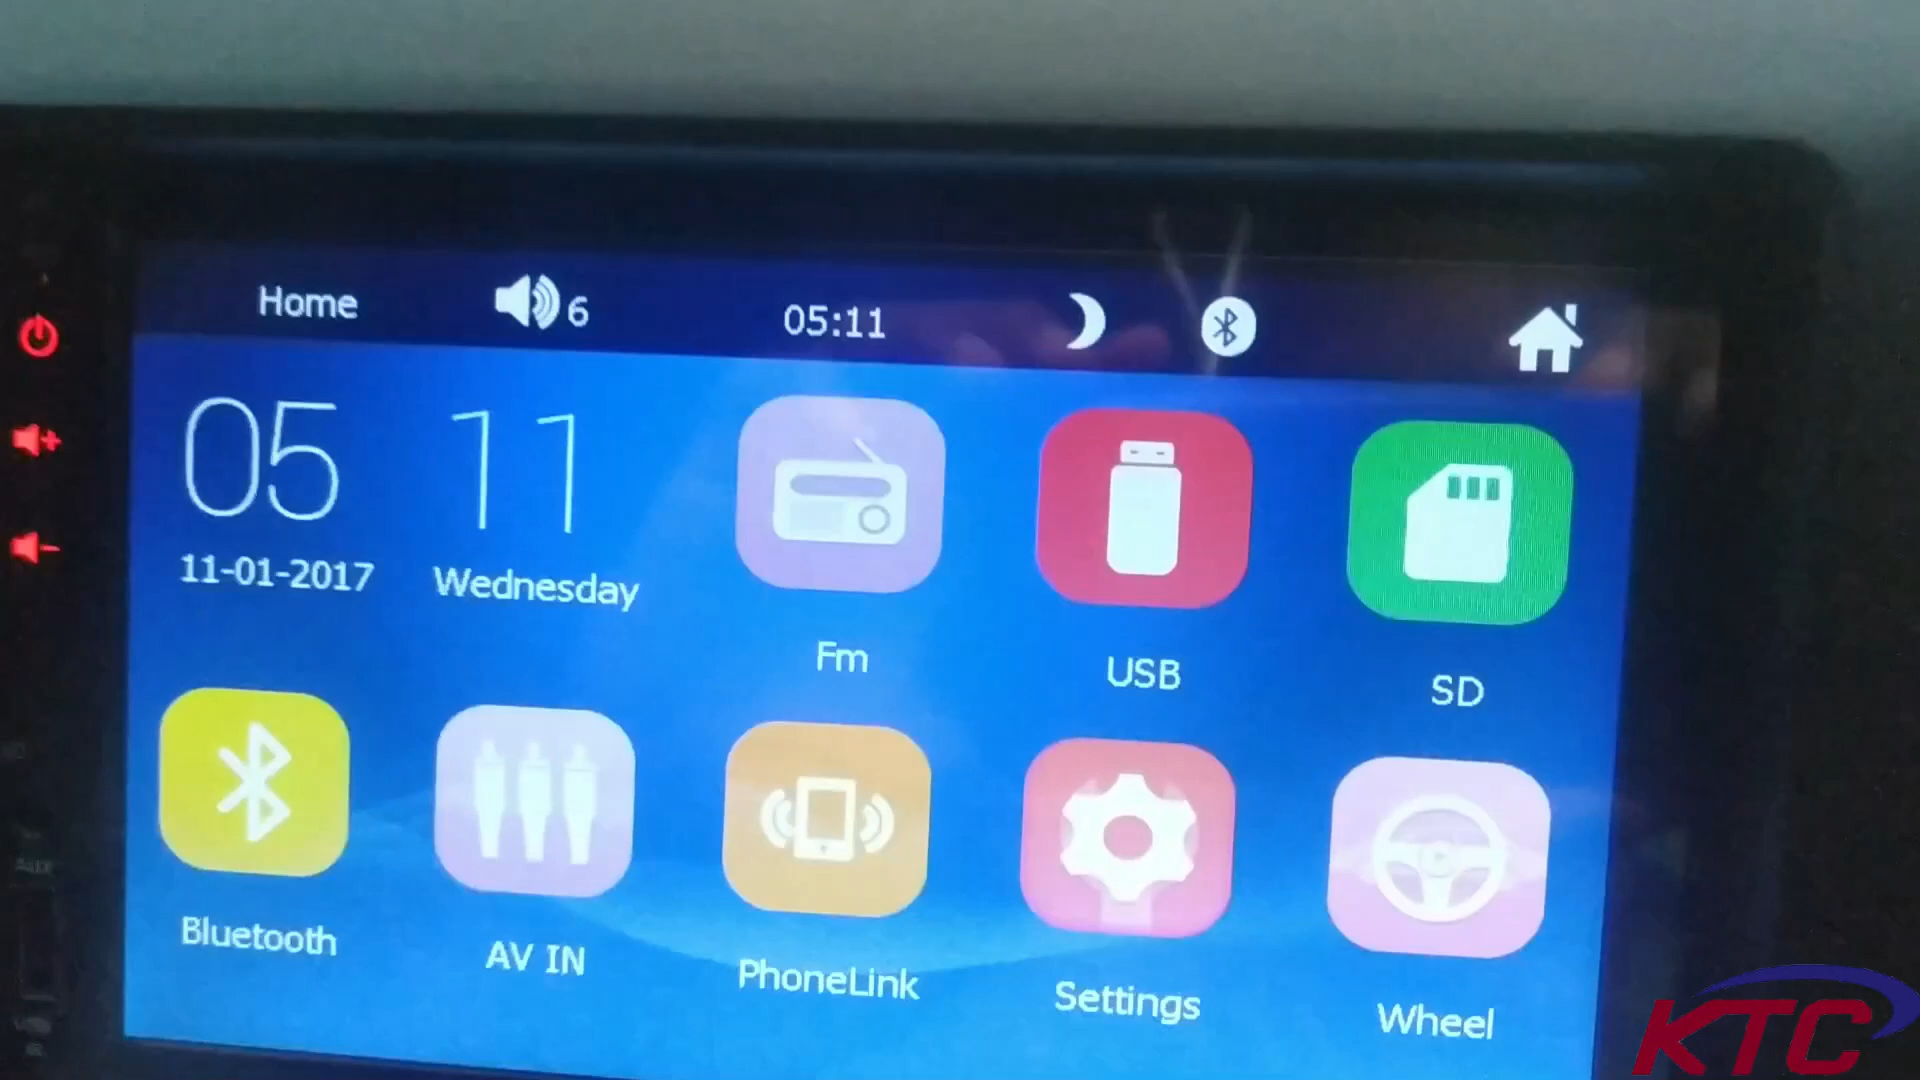 Home 6 05:11
05 11
11-01-2017 Wednesday
Fm USB SD
Bluetooth AV IN PhoneLink Settings Wheel
AUX
KTC